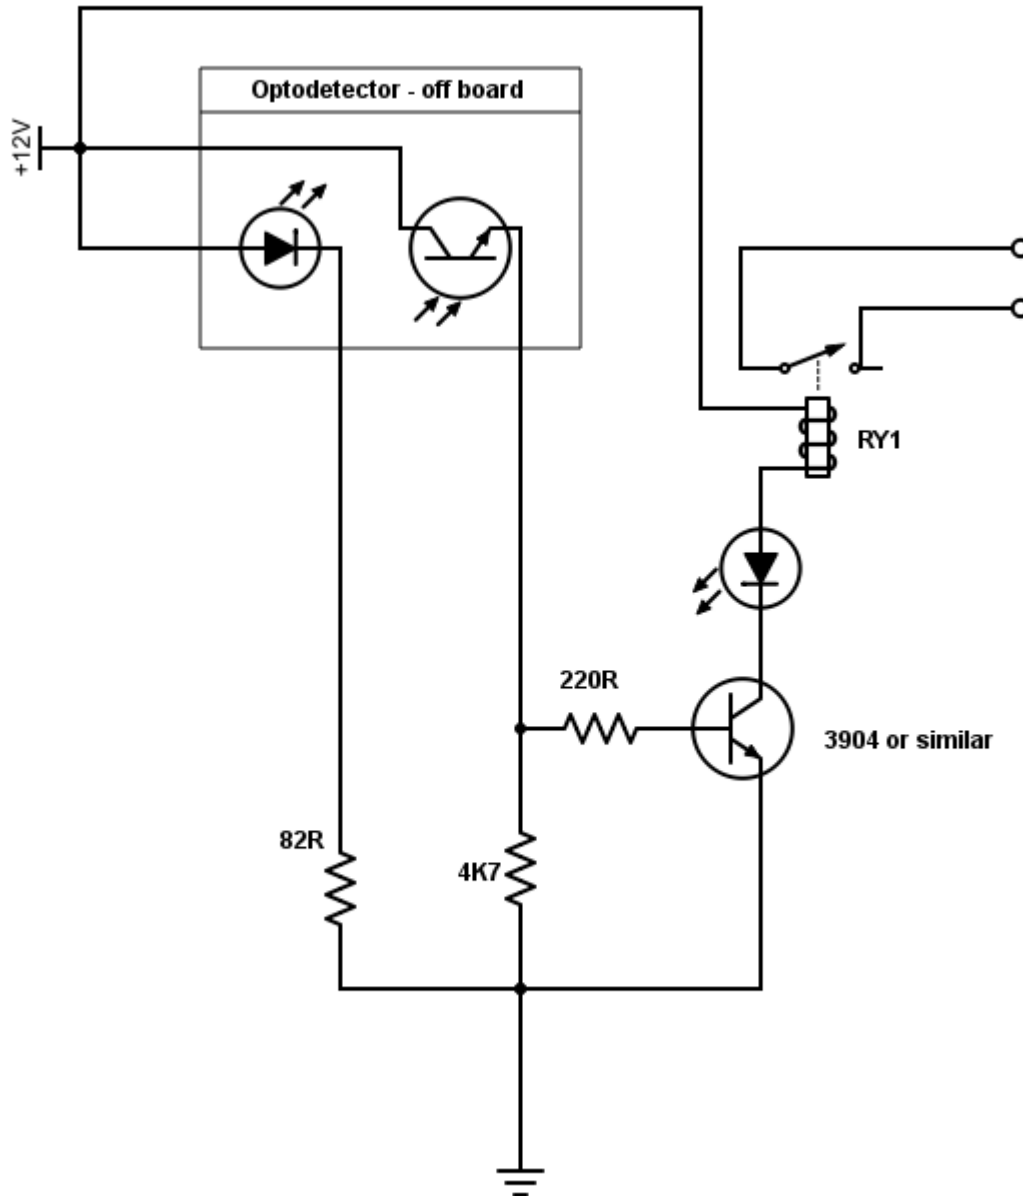 Optodetector - off board
+12V
RY1
220R
3904 or similar
82R
4K7